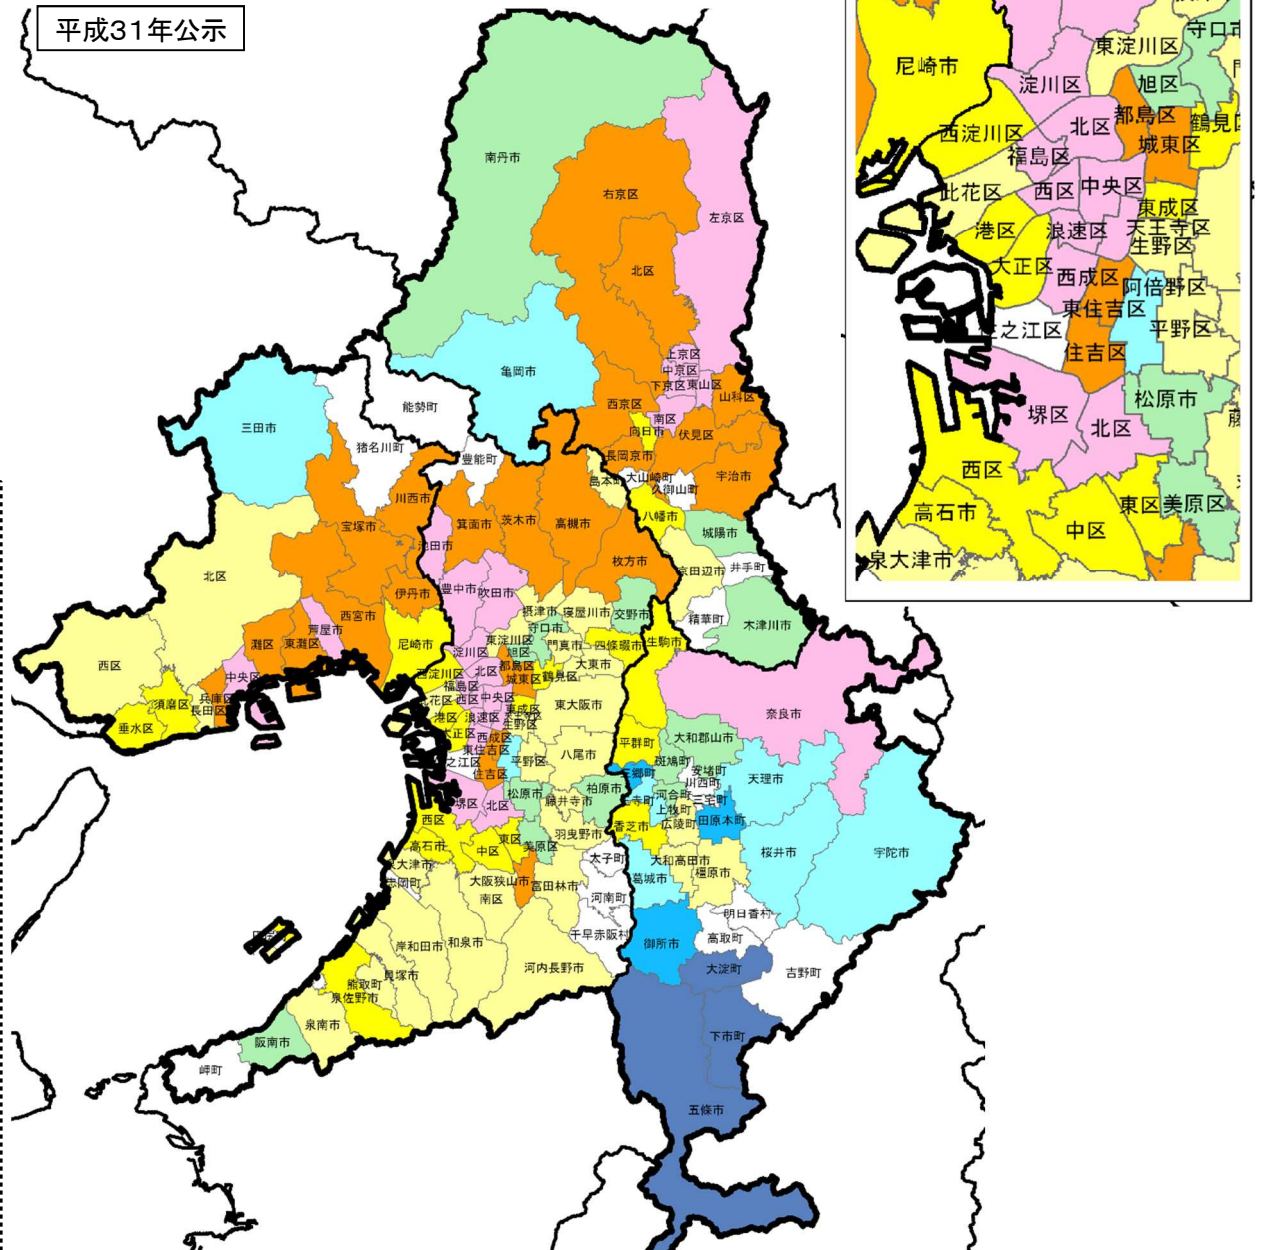 平成31年公示
南丹市
右京区
左京区
北区
上京区
中京区
下京区
東山区
亀岡市
山科区
西京区
南区
向日市
伏見区
能勢町
三田市
猪名川町
豊能町
長岡京市
大山崎町
宇治市
島本町
久御山町
川西市
八幡市
箕面市
茨木市
高槻市
宝塚市
城陽市
池田市
枚方市
京田辺市
井手町
北区
伊丹市
豊中市
吹田市
摂津市
寝屋川市
交野市
精華町
木津川市
西宮市
芦屋市
守口市
灘区
東灘区
尼崎市
東淀川区
旭区
門真市
四條畷市
生駒市
淀川区
西区
中央区
西淀川区
北区
都島区
城東区
鶴見区
大東市
須磨区
兵庫区
長田区
福島区
此花区
西区
中央区
東大阪市
奈良市
垂水区
港区
浪速区
東成区
生野区
大正区
西成区
大和郡山市
平群町
東住吉区
平野区
八尾市
斑鳩町
安堵町
三郷町
住吉区
川西町
天理市
堺区
北区
松原市
柏原市
河合町
三宅町
藤井寺市
上牧町
西区
広陵町
田原本町
香芝市
羽曳野市
高石市
中区
東区
美原区
太子町
大和高田市
桜井市
宇陀市
橿原市
葛城市
大阪狭山市
富田林市
南区
河南町
明日香村
千早赤阪村
高取町
御所市
岸和田市
和泉市
河内長野市
大淀町
吉野町
貝塚市
熊取町
泉佐野市
泉南市
下市町
阪南市
岬町
五條市
東淀川区
守口市
尼崎市
淀川区
旭区
都島区
鶴見区
西淀川区
北区
城東区
福島区
此花区
西区
中央区
東成区
港区
浪速区
天王寺区
生野区
大正区
西成区
阿倍野区
東住吉区
平野区
住吉区
松原市
堺区
北区
西区
高石市
東区
美原区
中区
泉大津市